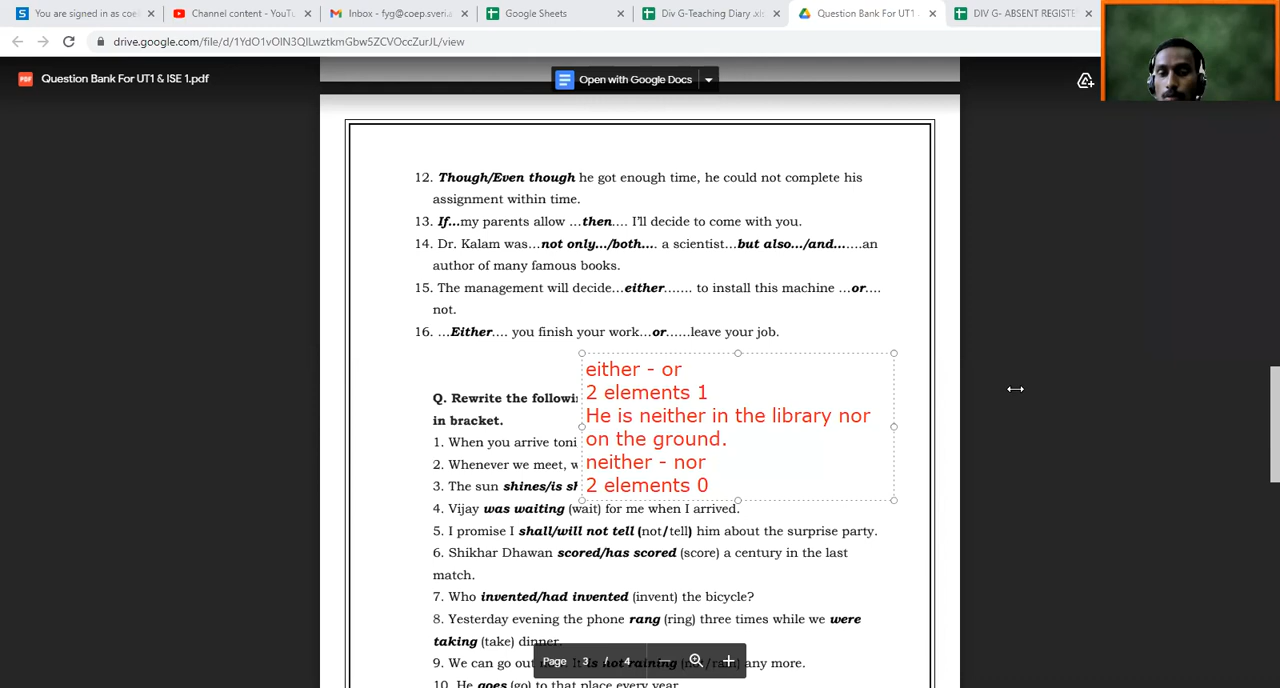 You are signed in as coe
Channel content - YouTu
Inbox - fyg@coep.sveri.a
Google Sheets
Div G-Teaching Diary .xls
Question Bank For UT1
DIV G- ABSENT REGISTE
drive.google.com/file/d/1YdO1vOlN3QlLwztkmGbw5ZCVOccZurJL/view
PDF
Question Bank For UT1 & ISE 1.pdf
Open with Google Docs
12. Though/Even though he got enough time, he could not complete his
assignment within time.
13. If...my parents allow ...then.... I'll decide to come with you.
14. Dr. Kalam was...not only.../both.... a scientist...but also.../and.......an
author of many famous books.
15. The management will decide...either....... to install this machine ...or....
not.
16. ...Either.... you finish your work...or......leave your job.
either - or
2 elements 1
He is neither in the library nor
on the ground.
neither - nor
2 elements 0
Q. Rewrite the followi
in bracket.
1. When you arrive toni
2. Whenever we meet, w
3. The sun shines/is sh
4. Vijay was waiting (wait) for me when I arrived.
5. I promise I shall/will not tell (not/tell) him about the surprise party.
6. Shikhar Dhawan scored/has scored (score) a century in the last
match.
7. Who invented/had invented (invent) the bicycle?
8. Yesterday evening the phone rang (ring) three times while we were
taking (take) dinner.
9. We can go out It is not raining (not/rain) any more.
10. He goes (go) to that place every year.
Page 3 / 4